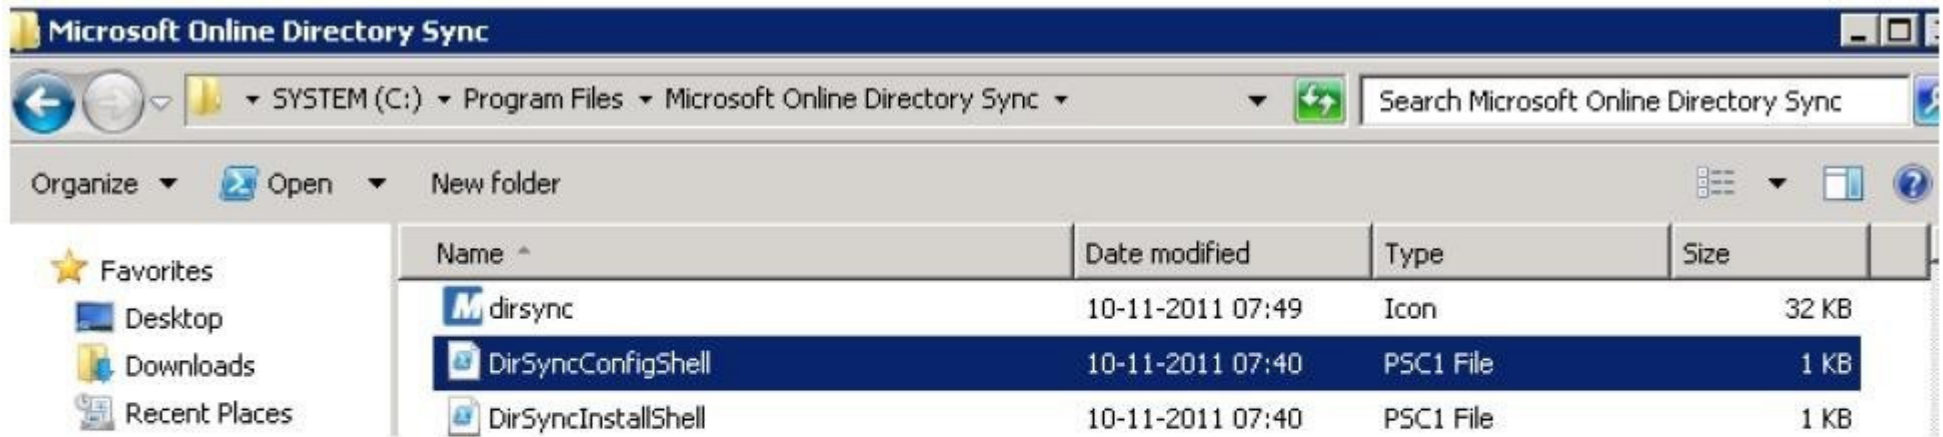 Microsoft Online Directory Sync
SYSTEM (C:) Program Files Microsoft Online Directory Sync Search Microsoft Online Directory Sync
Organize Open New folder
Name Date modified Type Size
Favorites
dirsync 10-11-2011 07:49 Icon 32 KB
Desktop
DirSyncConfigShell 10-11-2011 07:40 PSC1 File 1 KB
Downloads
DirSyncInstallShell 10-11-2011 07:40 PSC1 File 1 KB
Recent Places